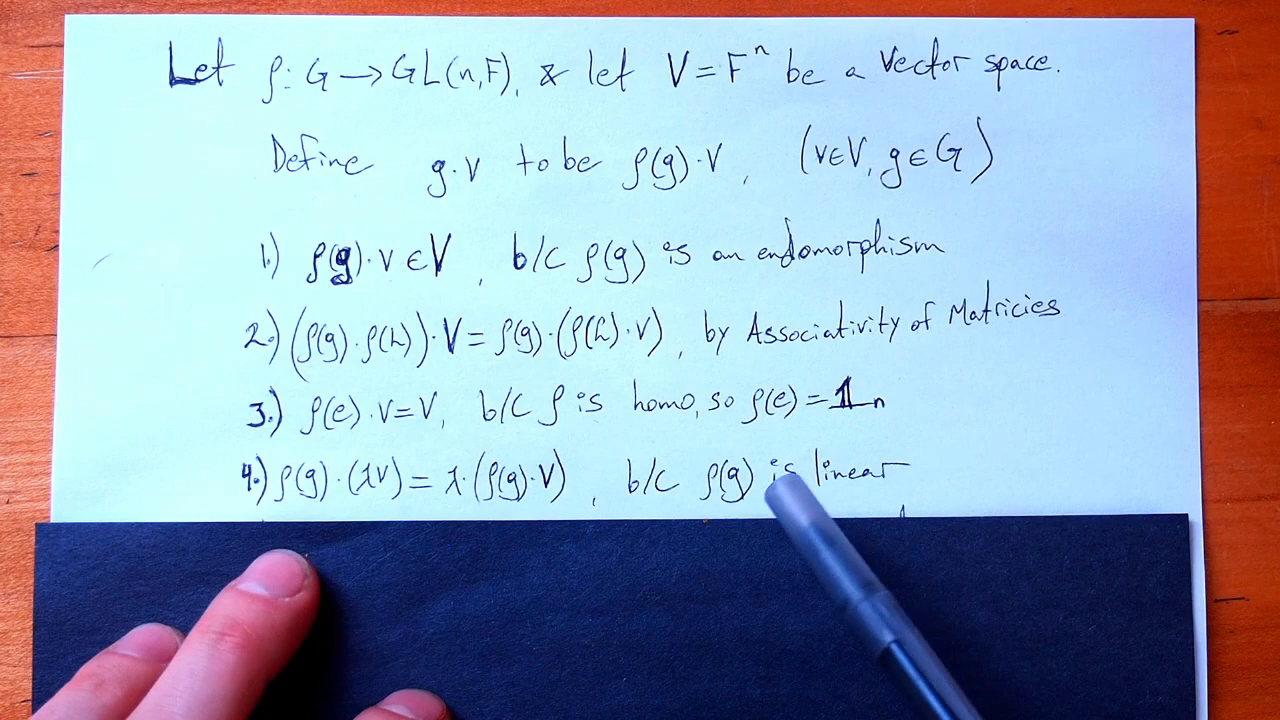 Let ρ: G → GL(n,F), & let V = Fⁿ be a vector space.
Define g·v to be ρ(g)·v, (v∈V, g∈G)
1.) ρ(g)·v ∈ V, b/c ρ(g) is an endomorphism
2.) (ρ(g)·ρ(h))·v = ρ(g)·(ρ(h)·v), by Associativity of Matricies
3.) ρ(e)·v = v, b/c ρ is homo, so ρ(e) = 1ₙ
4.) ρ(g)·(λv) = λ·(ρ(g)·v), b/c ρ(g) is linear